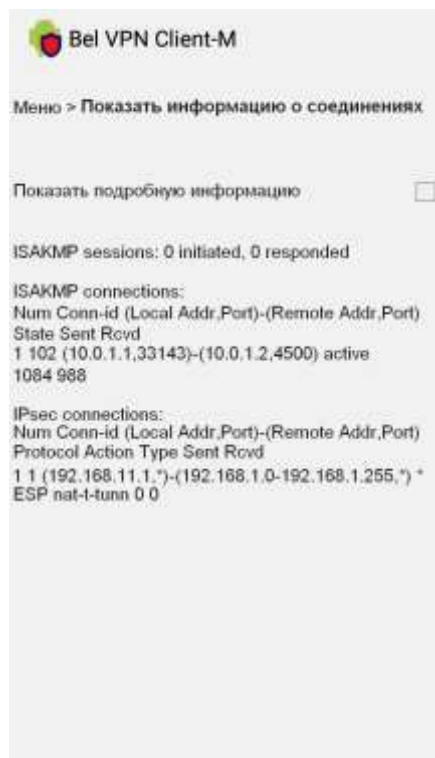 Bel VPN Client-M
Меню > Показать информацию о соединениях
Показать подробную информацию
ISAKMP sessions: 0 initiated, 0 responded
ISAKMP connections:
Num Conn-id (Local Addr,Port)-(Remote Addr,Port)
State Sent Rcvd
1 102 (10.0.1.1,33143)-(10.0.1.2,4500) active
1084 988
IPsec connections:
Num Conn-id (Local Addr,Port)-(Remote Addr,Port)
Protocol Action Type Sent Rcvd
1 1 (192.168.11.1,*)-(192.168.1.0-192.168.1.255,*) *
ESP nat-t-tunn 0 0